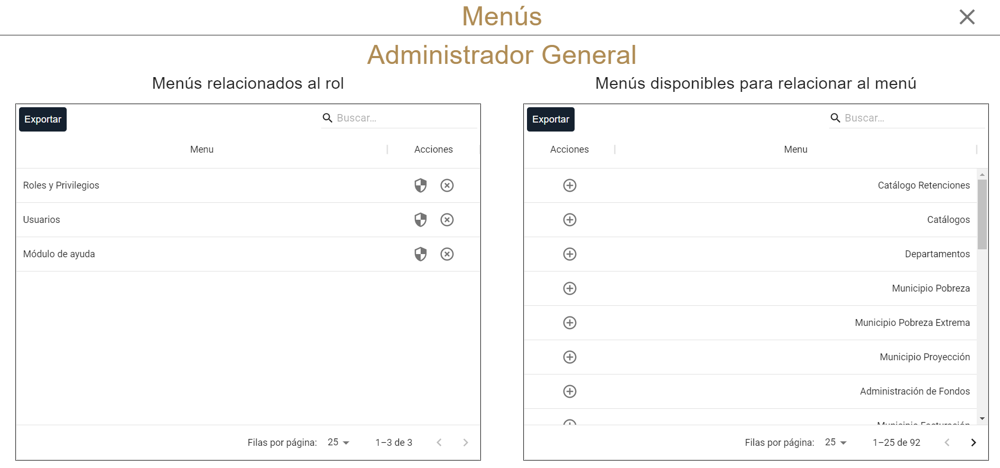 Menús
Administrador General
Menús relacionados al rol
Exportar
Buscar...
Menu
Acciones
Roles y Privilegios
Usuarios
Módulo de ayuda
Filas por página: 25 1–3 de 3
Menús disponibles para relacionar al menú
Exportar
Buscar...
Acciones
Menu
Catálogo Retenciones
Catálogos
Departamentos
Municipio Pobreza
Municipio Pobreza Extrema
Municipio Proyección
Administración de Fondos
Municipio Facturación
Filas por página: 25 1–25 de 92